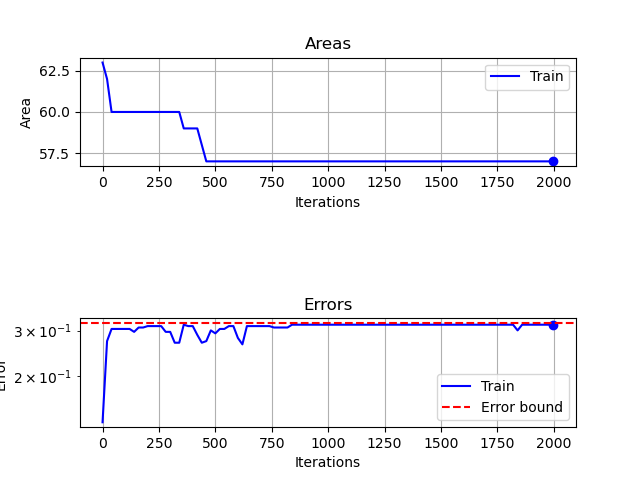 Areas
Area
62.5
60.0
57.5
Train
0 250 500 750 1000 1250 1500 1750 2000
Iterations
Errors
Error
3 × 10⁻¹
2 × 10⁻¹
Train
Error bound
0 250 500 750 1000 1250 1500 1750 2000
Iterations